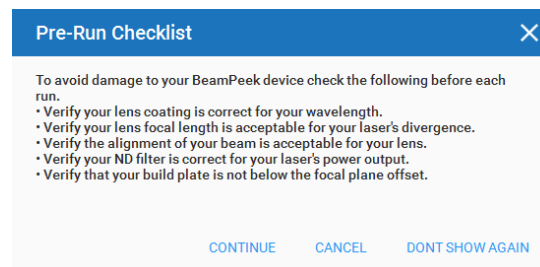 Pre-Run Checklist
To avoid damage to your BeamPeek device check the following before each
run.
• Verify your lens coating is correct for your wavelength.
• Verify your lens focal length is acceptable for your laser's divergence.
• Verify the alignment of your beam is acceptable for your lens.
• Verify your ND filter is correct for your laser's power output.
• Verify that your build plate is not below the focal plane offset.
CONTINUE CANCEL DONT SHOW AGAIN